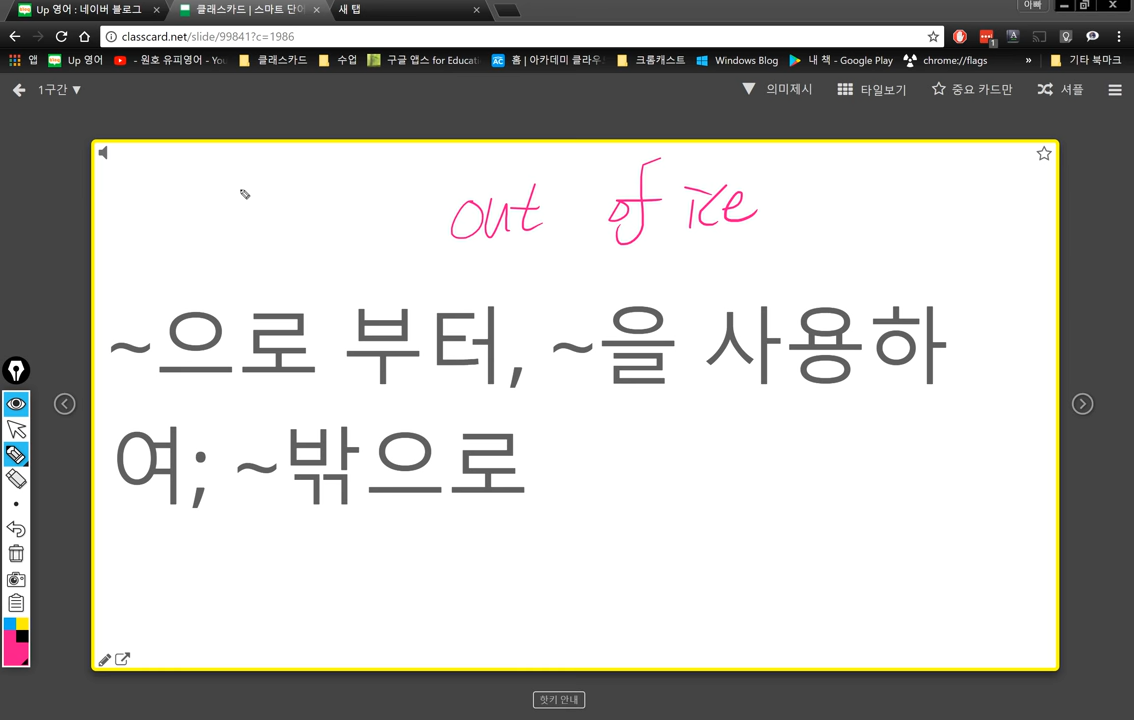 Up 영어 : 네이버 블로그 클래스카드 | 스마트 단어 새 탭 아빠
classcard.net/slide/99841?c=1986
앱 Up 영어 - 원호 유피영어 - You 클래스카드 수업 구글 앱스 for Educati 홈 | 아카데미 클라우 크롬캐스트 Windows Blog 내 책 - Google Play chrome://flags » 기타 북마크
1구간 ▼ ▼ 의미제시 타일보기 중요 카드만 셔플
out of ice
~으로 부터, ~을 사용하
여; ~밖으로
핫키 안내